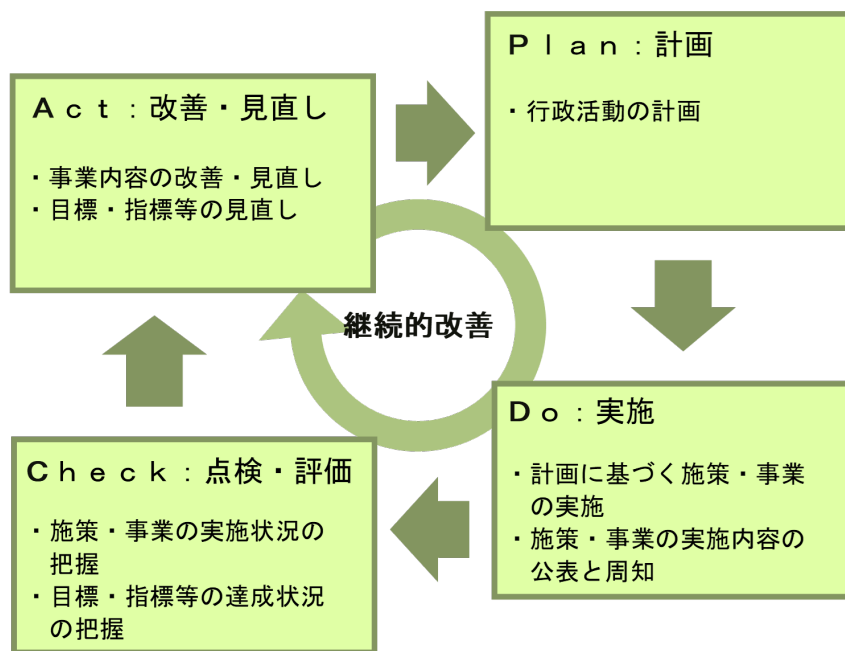 Ｐｌａｎ：計画
・行政活動の計画
Ａｃｔ：改善・見直し
・事業内容の改善・見直し
・目標・指標等の見直し
継続的改善
Ｄｏ：実施
・計画に基づく施策・事業
の実施
・施策・事業の実施内容の
公表と周知
Ｃｈｅｃｋ：点検・評価
・施策・事業の実施状況の
把握
・目標・指標等の達成状況
の把握